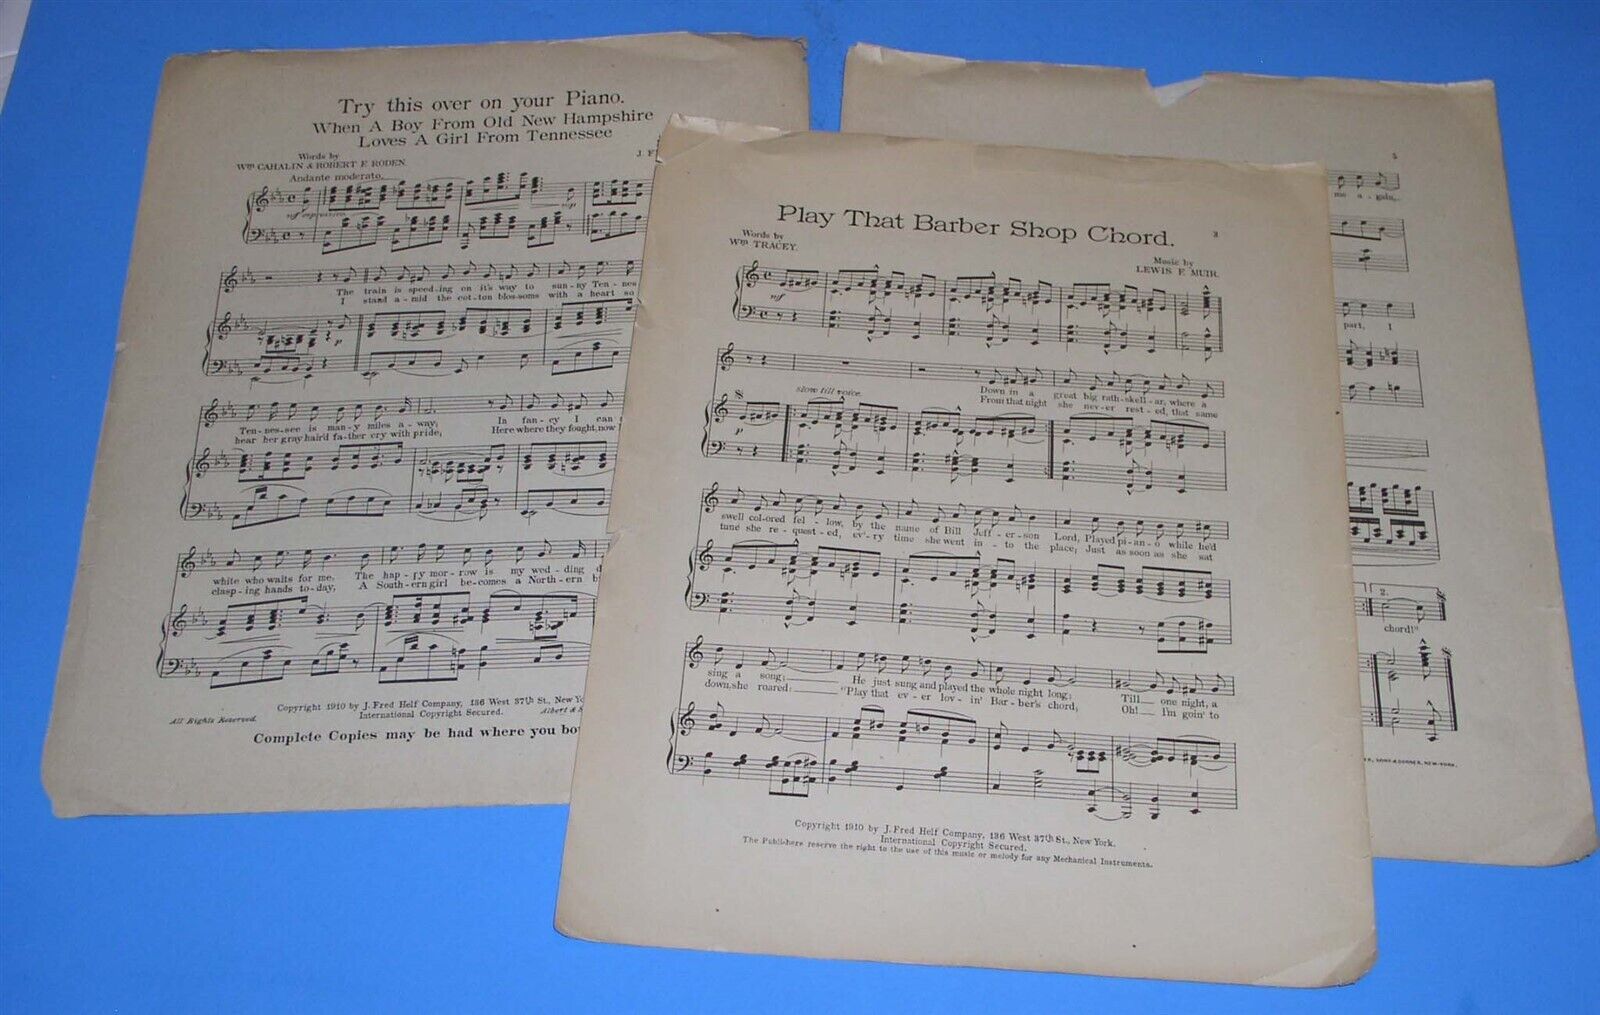 Try this over on your Piano.
When A Boy From Old New Hampshire
Loves A Girl From Tennessee
Words by
Wm CAHALIN & ROBERT F. RODEN.
Andante moderato.
mp
The train is speed-ing on it's way to sun-ny Ten-nes
I stand a-mid the cot-ton blos-soms with a heart so
p
Ten-nes-see is man-y miles a-way; In fan-cy I can
hear her gray hair'd fa-ther cry with pride, Here where they fought, now
white who waits for me, The hap-py mor-row is my wed-ding
clasp-ing hands to-day, A South-ern girl be-comes a North-ern
Copyright 1910 by J. Fred Helf Company, 136 West 37th St., New
All Rights Reserved. International Copyright Secured. Albert &
Complete Copies may be had where you
Play That Barber Shop Chord.
3
Words by
Wm TRACEY.
Music by
LEWIS F. MUIR.
mf
Down in a great big rath-skell-ar, where a
From that night she nev-er rest-ed, that same
slow till voice.
p
swell col-ored fel-low, by the name of Bill Jeff-er-son Lord, Played pi-an-o while he'd
tune she re-quest-ed, ev'-ry time she went in-to the place; Just as soon as she sat
sing a song; He just sung and played the whole night long; Till one night, a
down, she roared: "Play that ev-er lov-in' Bar-ber's chord; Oh! I'm goin' to
Copyright 1910 by J. Fred Helf Company, 136 West 37th St., New York.
International Copyright Secured.
The Publishers reserve the right to the use of this music or melody for any Mechanical Instruments.
5
me a-gain,
part, I
2.
chord!"
SONS & DORNER, NEW-YORK.